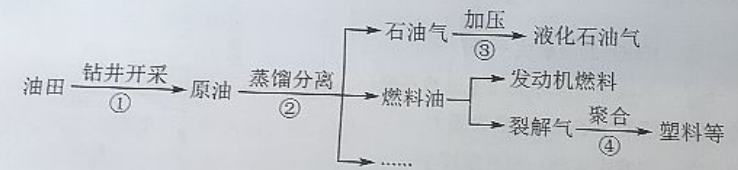 油田 钻井开采 ① 原油 蒸馏分离 ②
石油气 加压 ③ 液化石油气
燃料油 发动机燃料
裂解气 聚合 ④ 塑料等
……